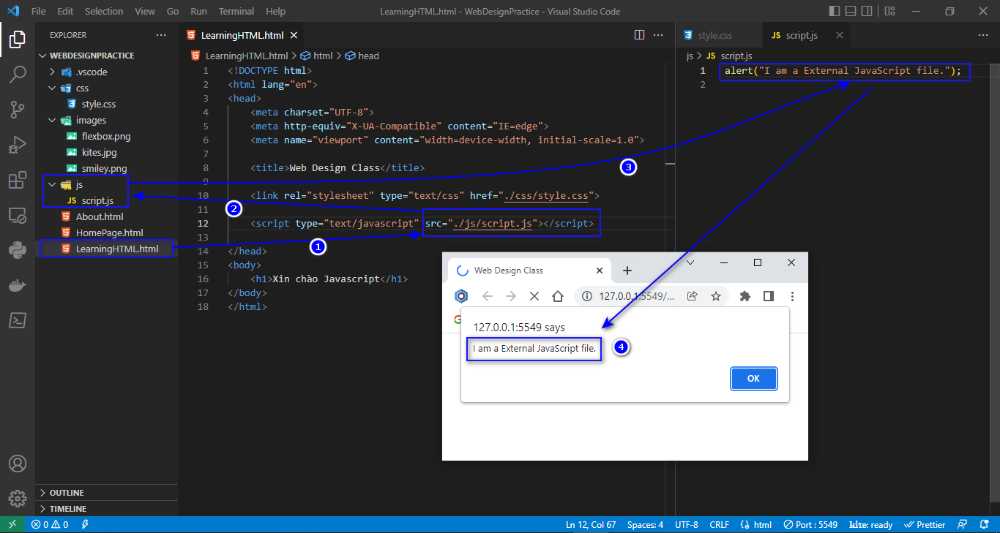 File Edit Selection View Go Run Terminal Help
LearningHTML.html - WebDesignPractice - Visual Studio Code
EXPLORER
WEBDESIGNPRACTICE
.vscode
css
style.css
images
flexbox.png
kites.jpg
smiley.png
js
JS script.js
About.html
HomePage.html
LearningHTML.html
OUTLINE
TIMELINE
LearningHTML.html
LearningHTML.html > html > head
1 <!DOCTYPE html>
2 <html lang="en">
3 <head>
4 <meta charset="UTF-8">
5 <meta http-equiv="X-UA-Compatible" content="IE=edge">
6 <meta name="viewport" content="width=device-width, initial-scale=1.0">
7
8 <title>Web Design Class</title>
9
10 <link rel="stylesheet" type="text/css" href="./css/style.css">
11
12 <script type="text/javascript" src="./js/script.js"></script>
13
14 </head>
15 <body>
16 <h1>Xin chào Javascript</h1>
17 </body>
18 </html>
1
2
3
4
style.css
JS script.js
js > JS script.js
1 alert("I am a External JavaScript file.");
2
Web Design Class
127.0.0.1:5549/...
127.0.0.1:5549 says
I am a External JavaScript file.
OK
0 0
Ln 12, Col 67 Spaces: 4 UTF-8 CRLF html Port : 5549 kite: ready Prettier